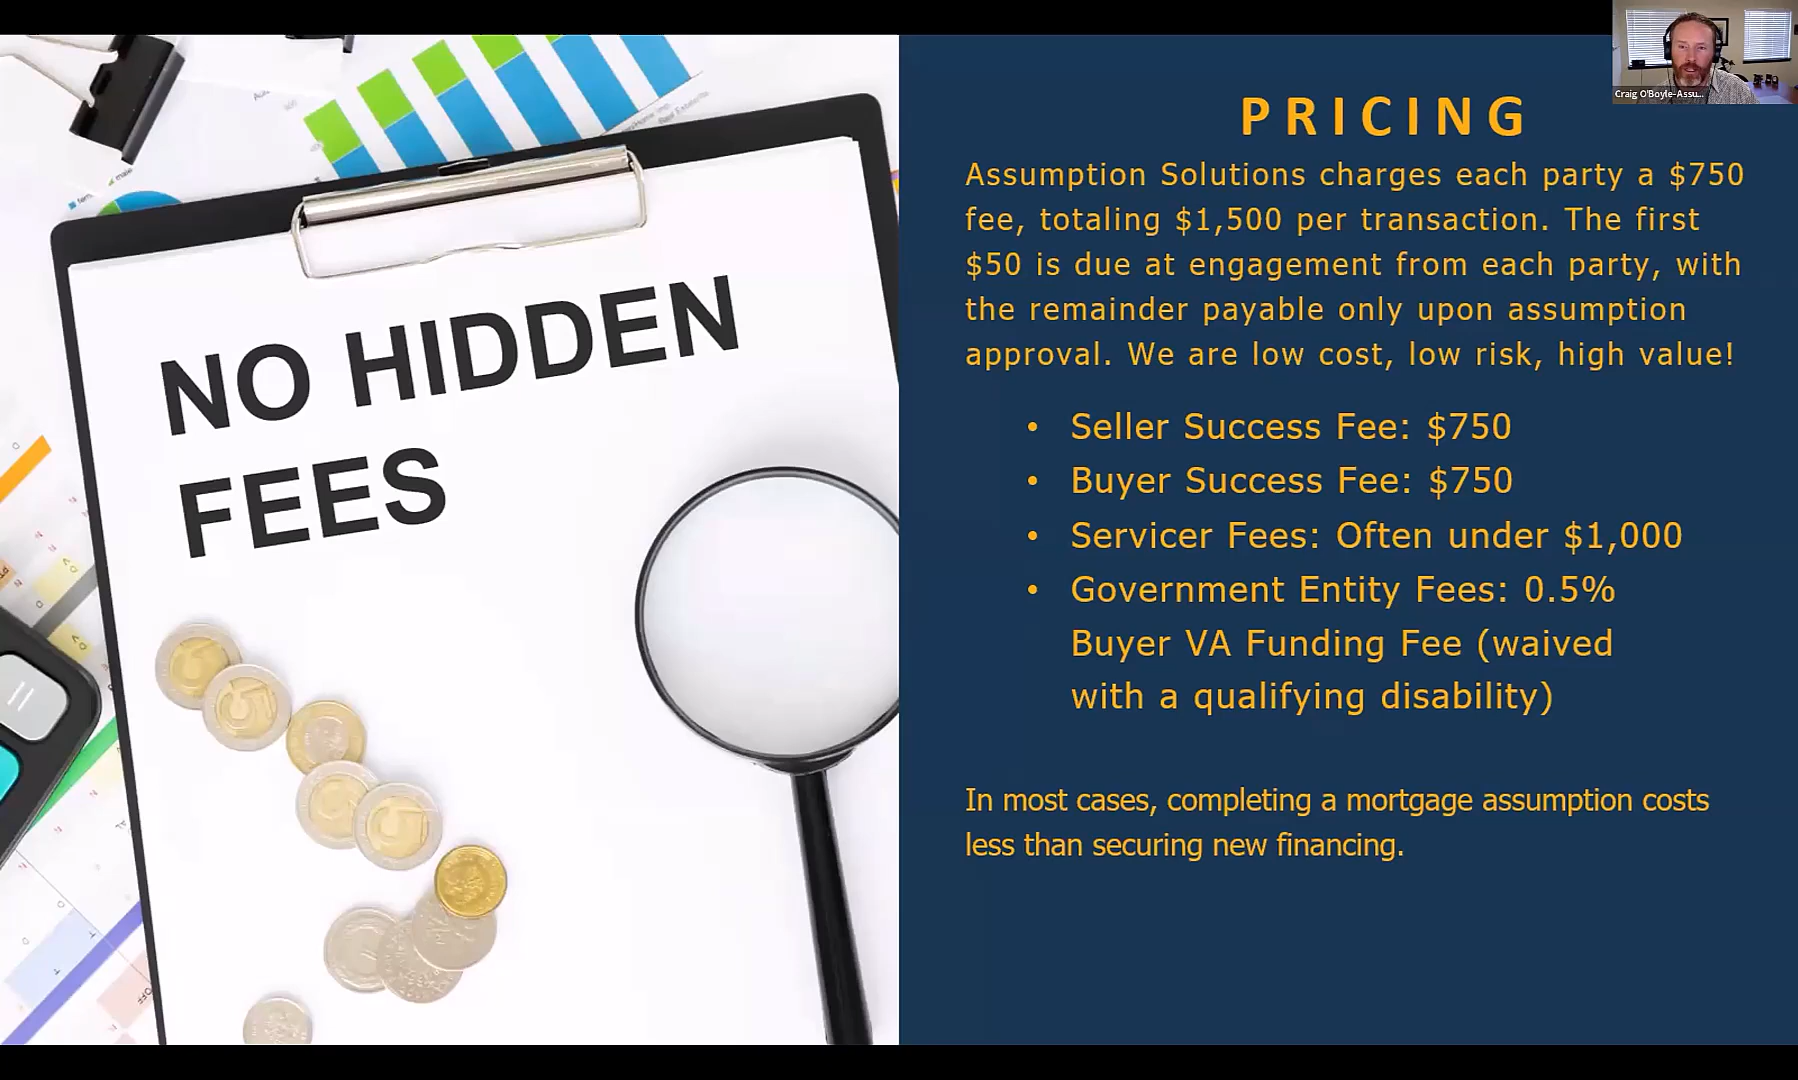 Craig O'Boyle-Assu...
NO HIDDEN
FEES
PRICING
Assumption Solutions charges each party a $750
fee, totaling $1,500 per transaction. The first
$50 is due at engagement from each party, with
the remainder payable only upon assumption
approval. We are low cost, low risk, high value!
• Seller Success Fee: $750
• Buyer Success Fee: $750
• Servicer Fees: Often under $1,000
• Government Entity Fees: 0.5%
Buyer VA Funding Fee (waived
with a qualifying disability)
In most cases, completing a mortgage assumption costs
less than securing new financing.